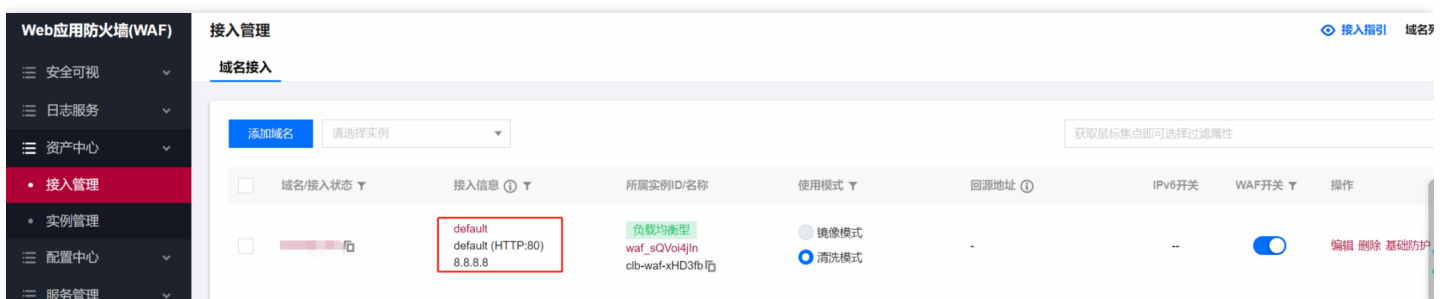 Web应用防火墙(WAF)
接入管理
接入指引
域名列
安全可视
域名接入
日志服务
添加域名
请选择实例
获取鼠标焦点即可选择过滤属性
资产中心
接入管理
域名/接入状态
接入信息
所属实例ID/名称
使用模式
回源地址
IPv6开关
WAF开关
操作
实例管理
default
default (HTTP:80)
8.8.8.8
负载均衡型
waf_sQVoi4jIn
clb-waf-xHD3fb
镜像模式
清洗模式
-
--
编辑 删除 基础防护
配置中心
服务管理